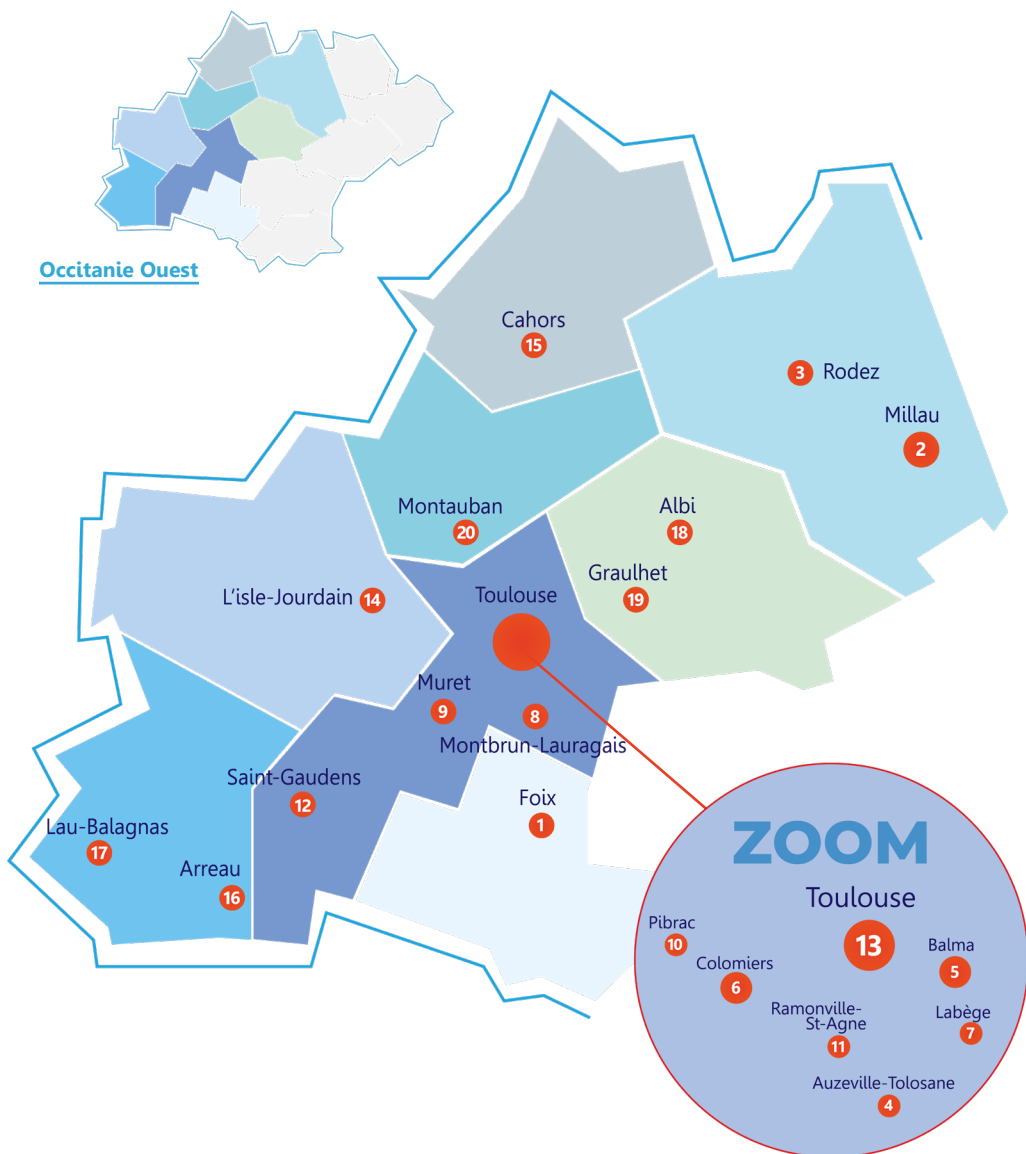 Occitanie Ouest
Cahors
15
3 Rodez
Millau
2
Montauban
20
Albi
18
Graulhet
19
L'isle-Jourdain 14
Toulouse
Muret
9
8
Montbrun-Lauragais
Saint-Gaudens
12
Foix
1
Lau-Balagnas
17
Arreau
16
ZOOM
Toulouse
13
Pibrac
10
Colomiers
6
Balma
5
Ramonville-
St-Agne
11
Labège
7
Auzeville-Tolosane
4